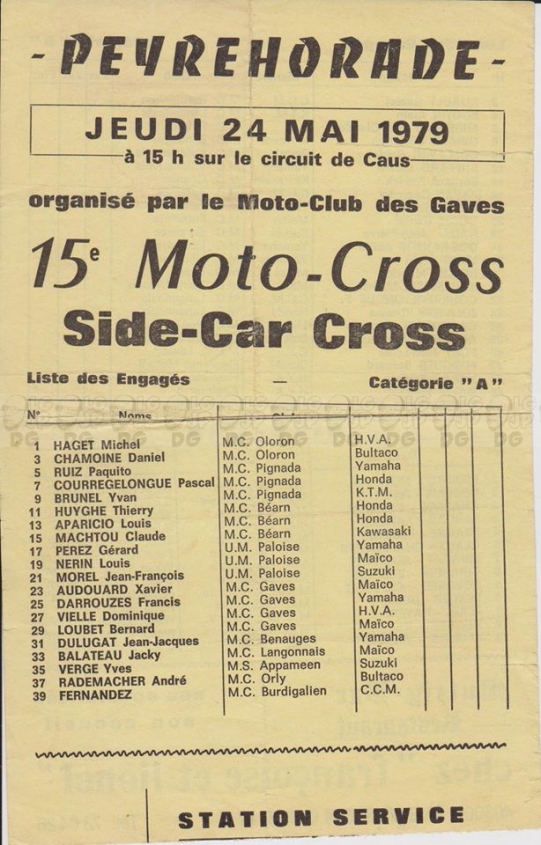 - PEYREHORADE -
JEUDI 24 MAI 1979
à 15 h sur le circuit de Caus
organisé par le Moto-Club des Gaves
15e Moto-Cross
Side-Car Cross
Liste des Engagés — Catégorie "A"
N° Noms
1 HAGET Michel M.C. Oloron H.V.A.
3 CHAMOINE Daniel M.C. Oloron Bultaco
5 RUIZ Paquito M.C. Pignada Yamaha
7 COURREGELONGUE Pascal M.C. Pignada Honda
9 BRUNEL Yvan M.C. Pignada K.T.M.
11 HUYGHE Thierry M.C. Béarn Honda
13 APARICIO Louis M.C. Béarn Honda
15 MACHTOU Claude M.C. Béarn Kawasaki
17 PEREZ Gérard U.M. Paloise Yamaha
19 NERIN Louis U.M. Paloise Maïco
21 MOREL Jean-François U.M. Paloise Suzuki
23 AUDOUARD Xavier M.C. Gaves Maïco
25 DARROUZES Francis M.C. Gaves Yamaha
27 VIELLE Dominique M.C. Gaves H.V.A.
29 LOUBET Bernard M.C. Gaves Maïco
31 DULUGAT Jean-Jacques M.C. Benauges Yamaha
33 BALATEAU Jacky M.C. Langonnais Maïco
35 VERGE Yves M.S. Appameen Suzuki
37 RADEMACHER André M.C. Orly Bultaco
39 FERNANDEZ M.C. Burdigalien C.C.M.
STATION SERVICE